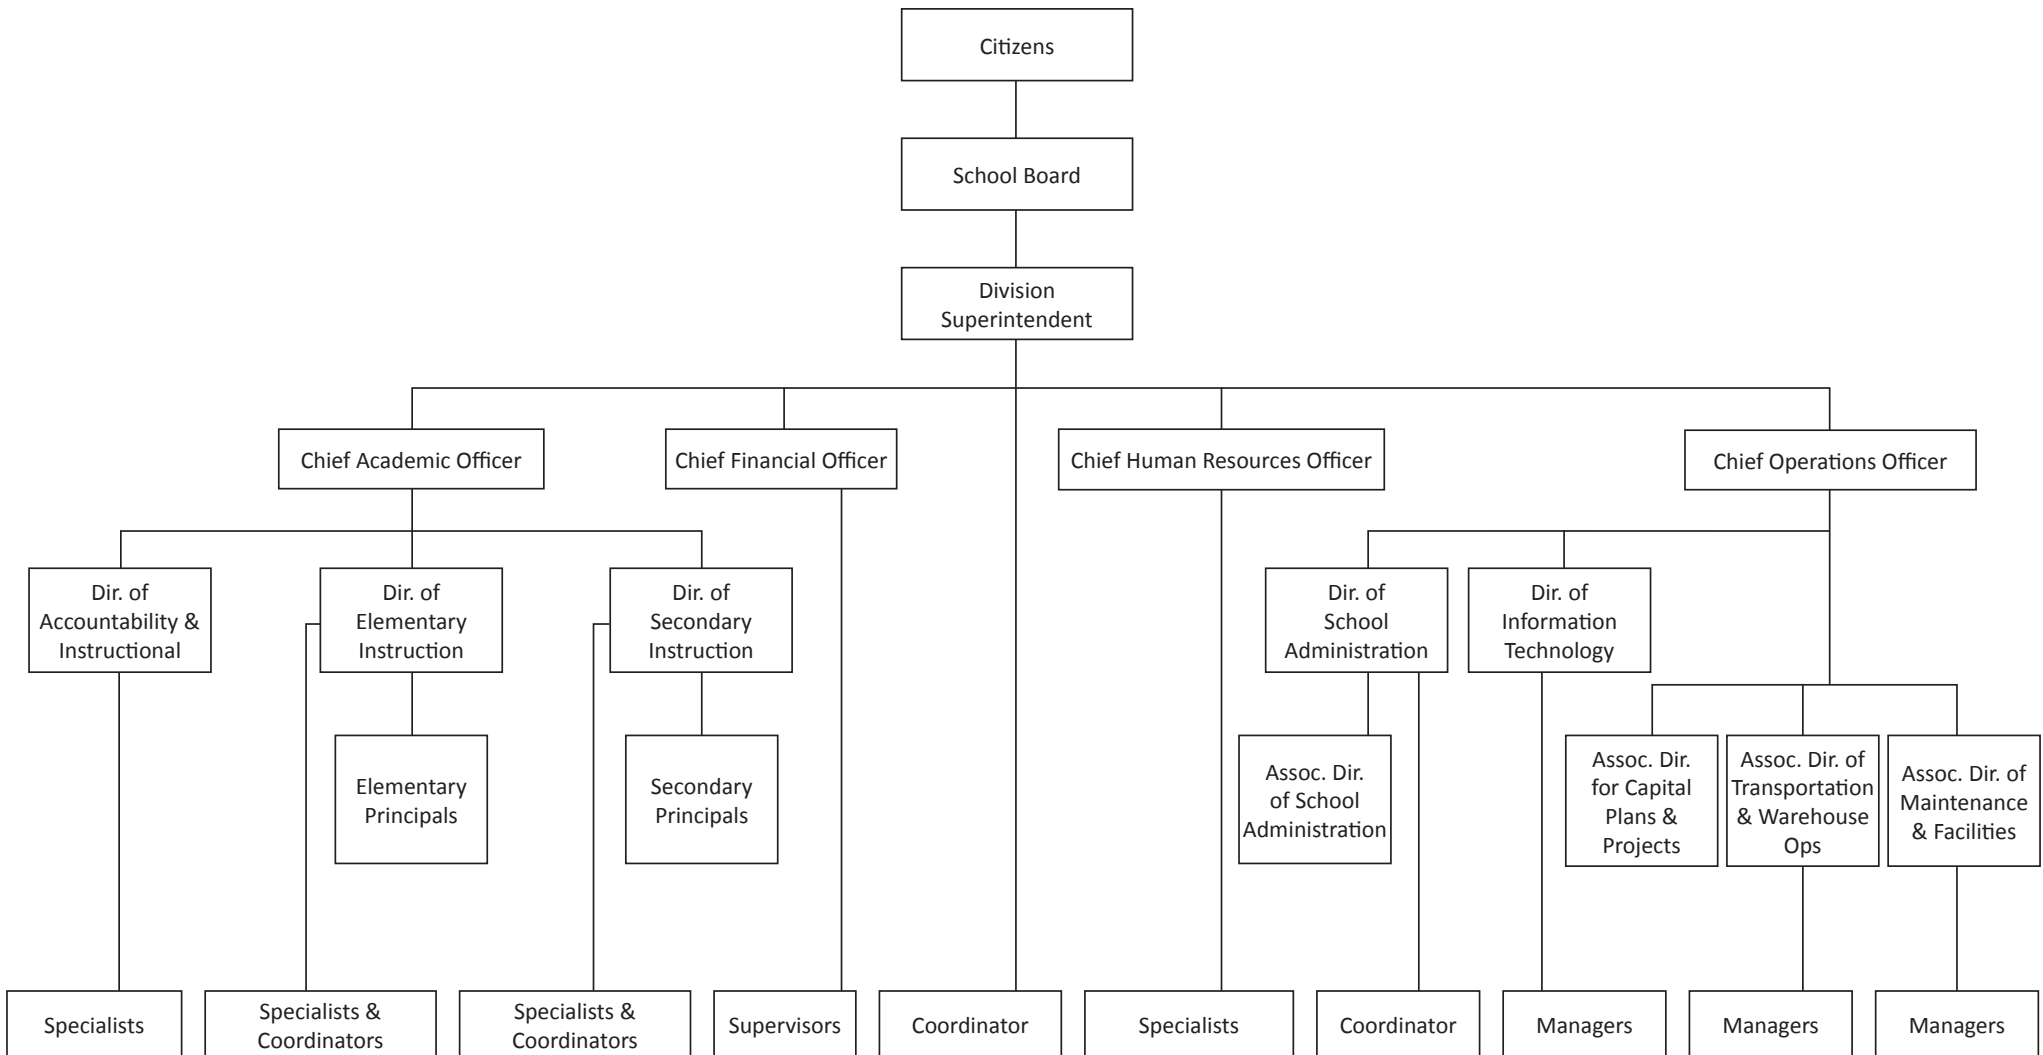 Citizens
School Board
Division
Superintendent
Chief Academic Officer
Chief Financial Officer
Chief Human Resources Officer
Chief Operations Officer
Dir. of
Accountability &
Instructional
Dir. of
Elementary
Instruction
Dir. of
Secondary
Instruction
Dir. of
School
Administration
Dir. of
Information
Technology
Elementary
Principals
Secondary
Principals
Assoc. Dir.
of School
Administration
Assoc. Dir.
for Capital
Plans &
Projects
Assoc. Dir. of
Transportation
& Warehouse
Ops
Assoc. Dir. of
Maintenance
& Facilities
Specialists
Specialists &
Coordinators
Specialists &
Coordinators
Supervisors
Coordinator
Specialists
Coordinator
Managers
Managers
Managers